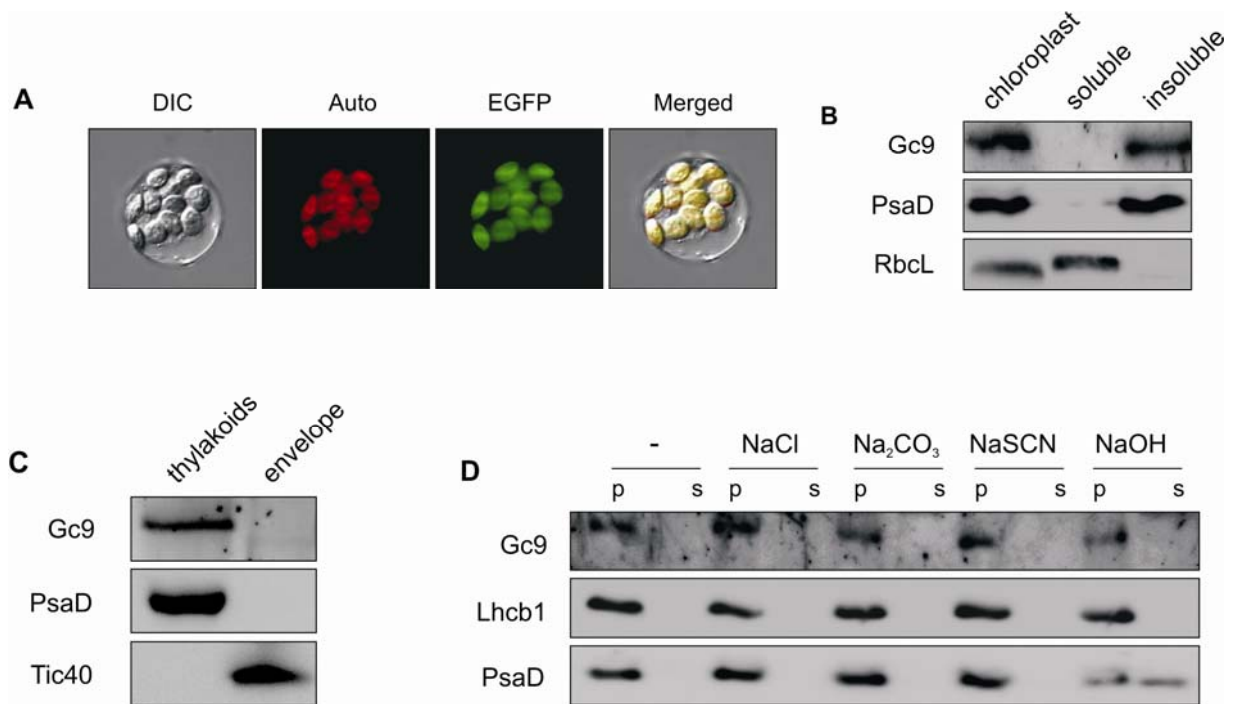 A
DIC Auto EGFP Merged
B
chloroplast soluble insoluble
Gc9
PsaD
RbcL
C
thylakoids envelope
Gc9
PsaD
Tic40
D
- NaCl Na₂CO₃ NaSCN NaOH
p s p s p s p s p s
Gc9
Lhcb1
PsaD